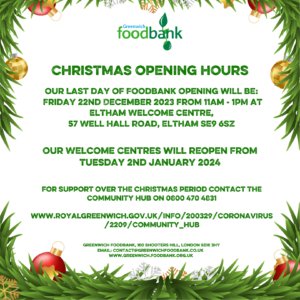 Greenwich
foodbank
CHRISTMAS OPENING HOURS
OUR LAST DAY OF FOODBANK OPENING WILL BE:
FRIDAY 22ND DECEMBER 2023 FROM 11AM - 1PM AT
ELTHAM WELCOME CENTRE,
57 WELL HALL ROAD, ELTHAM SE9 6SZ
OUR WELCOME CENTRES WILL REOPEN FROM
TUESDAY 2ND JANUARY 2024
FOR SUPPORT OVER THE CHRISTMAS PERIOD CONTACT THE
COMMUNITY HUB ON 0800 470 4831
WWW.ROYALGREENWICH.GOV.UK/INFO/200329/CORONAVIRUS
/2209/COMMUNITY_HUB
GREENWICH FOODBANK, 185 SHOOTERS HILL, LONDON SE18 3HY
EMAIL: CONTACT@GREENWICHFOODBANK.CO.UK
WWW.GREENWICH.FOODBANK.ORG.UK